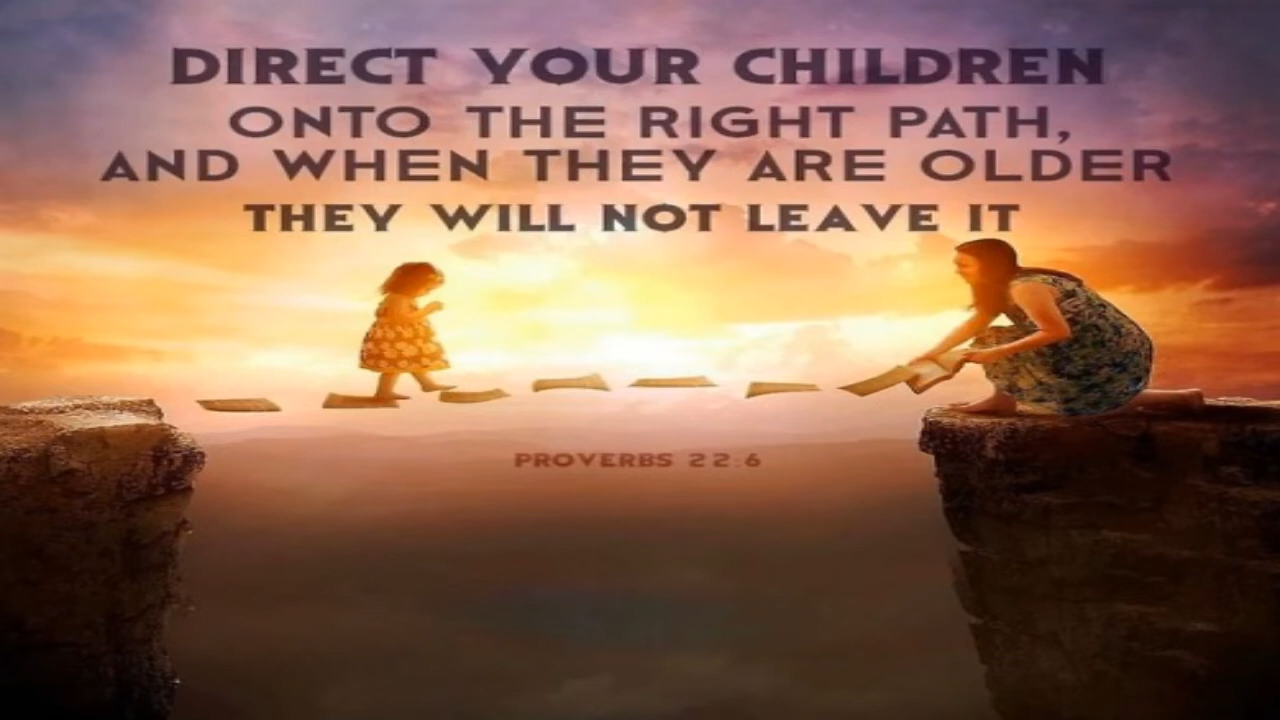 DIRECT YOUR CHILDREN
ONTO THE RIGHT PATH,
AND WHEN THEY ARE OLDER
THEY WILL NOT LEAVE IT
PROVERBS 22:6